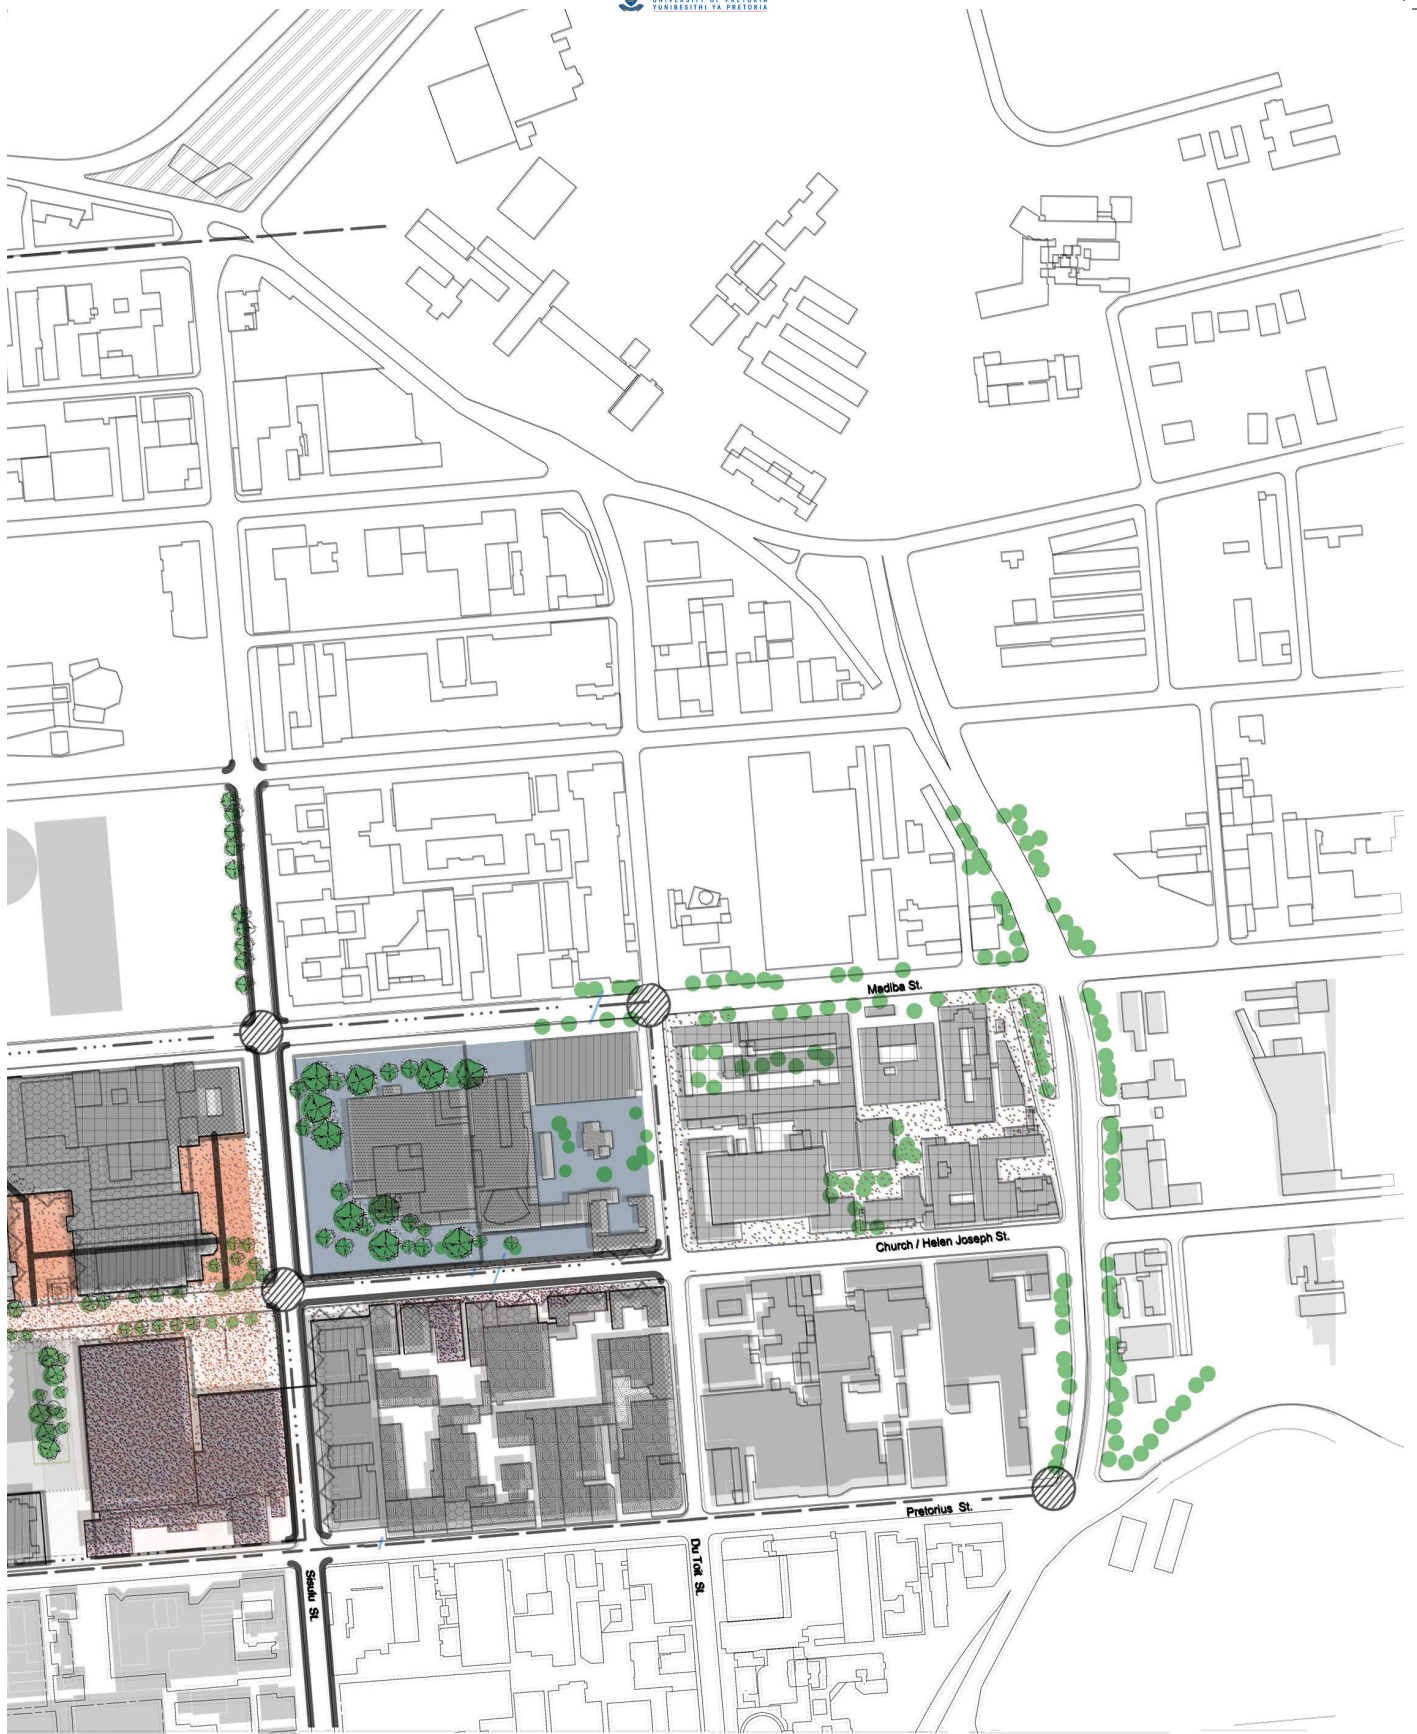 UNIVERSITY OF PRETORIA
YUNIBESITHI YA PRETORIA
Madiba St.
Church / Helen Joseph St.
Pretorius St.
Du Toit St.
Sisulu St.